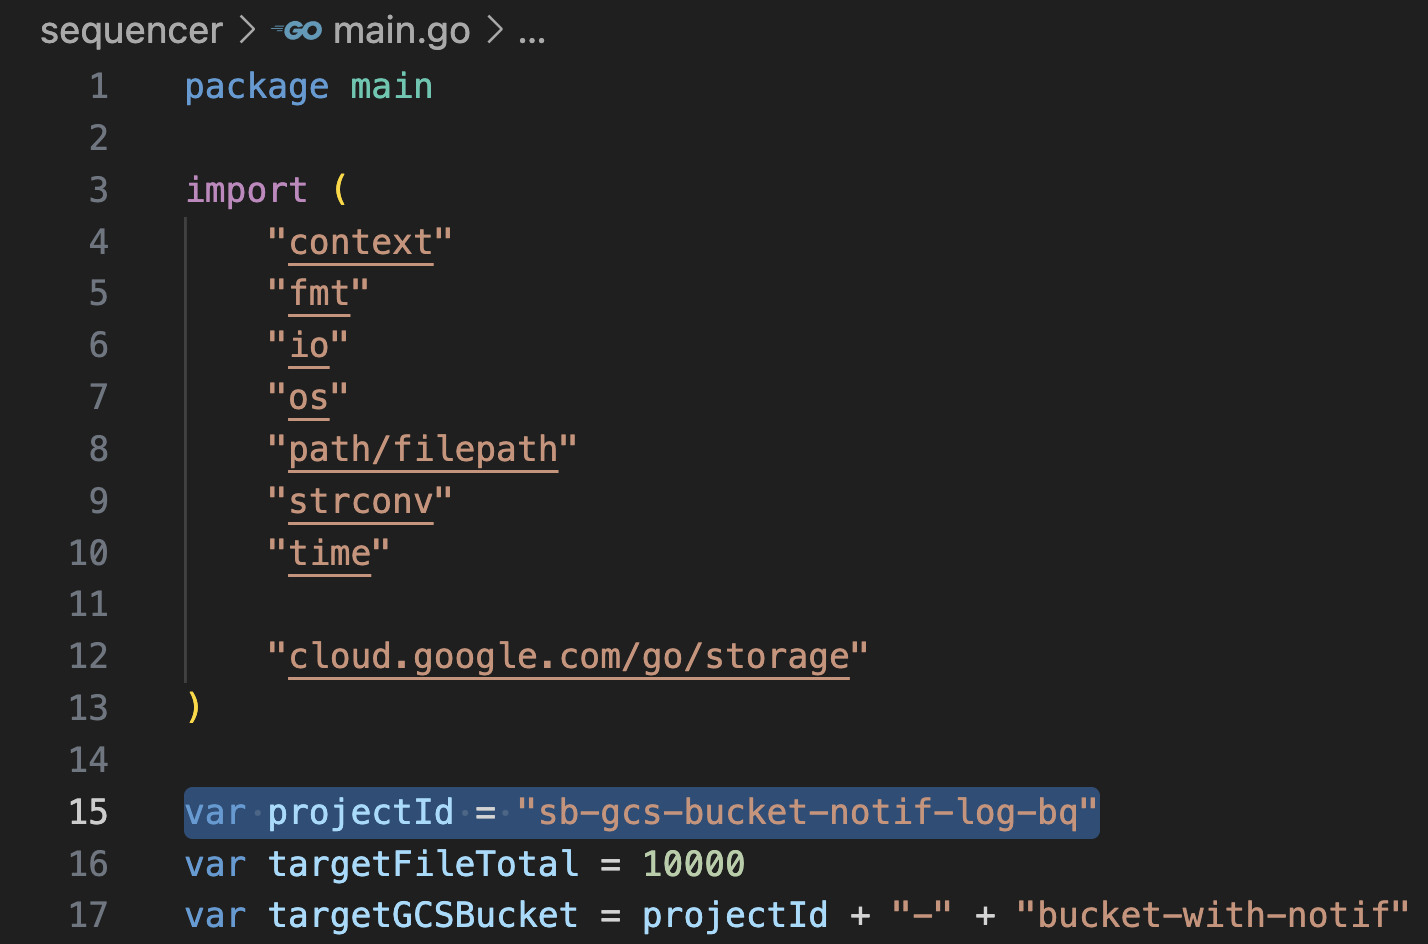 sequencer > GO main.go > ...
1 package main
2
3 import (
4 "context"
5 "fmt"
6 "io"
7 "os"
8 "path/filepath"
9 "strconv"
10 "time"
11
12 "cloud.google.com/go/storage"
13 )
14
15 var projectId = "sb-gcs-bucket-notif-log-bq"
16 var targetFileTotal = 10000
17 var targetGCSBucket = projectId + "-" + "bucket-with-notif"